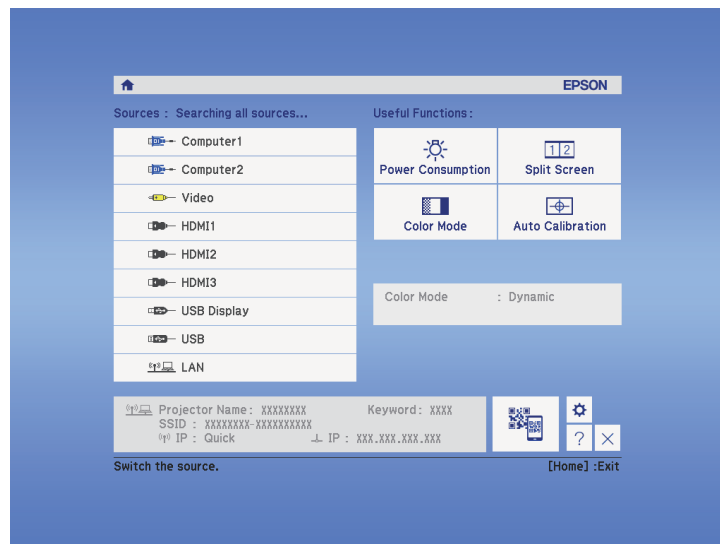 EPSON
Sources : Searching all sources...
Computer1
Computer2
Video
HDMI1
HDMI2
HDMI3
USB Display
USB
LAN
Useful Functions :
Power Consumption
1 2
Split Screen
Color Mode
Auto Calibration
Color Mode : Dynamic
Projector Name : XXXXXXXX Keyword : XXXX
SSID : XXXXXXXX-XXXXXXXXXX
IP : Quick IP : XXX.XXX.XXX.XXX
?
Switch the source. [Home] :Exit